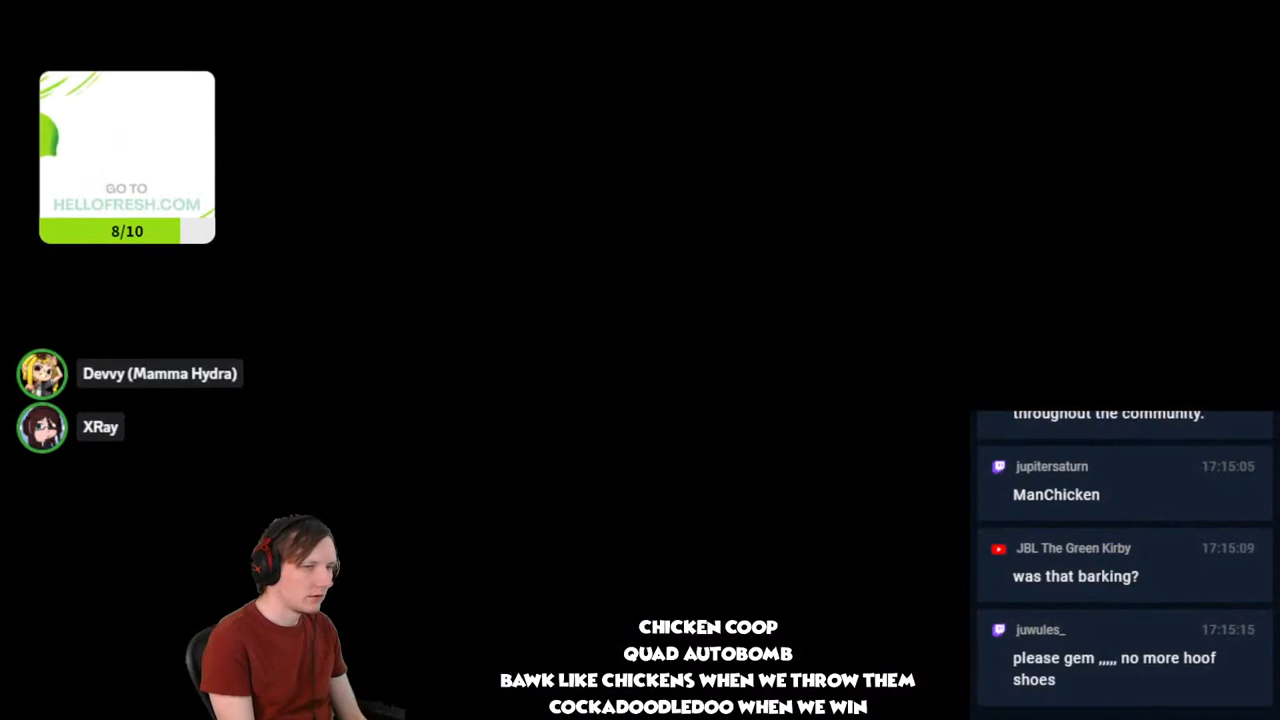 GO TO
HELLOFRESH.COM
8/10
Devvy (Mamma Hydra)
XRay
throughout the community.
jupitersaturn 17:15:05
ManChicken
JBL The Green Kirby 17:15:09
was that barking?
juwules_ 17:15:15
please gem ,,,,, no more hoof
shoes
CHICKEN COOP
QUAD AUTOBOMB
BAWK LIKE CHICKENS WHEN WE THROW THEM
COCKADOODLEDOO WHEN WE WIN